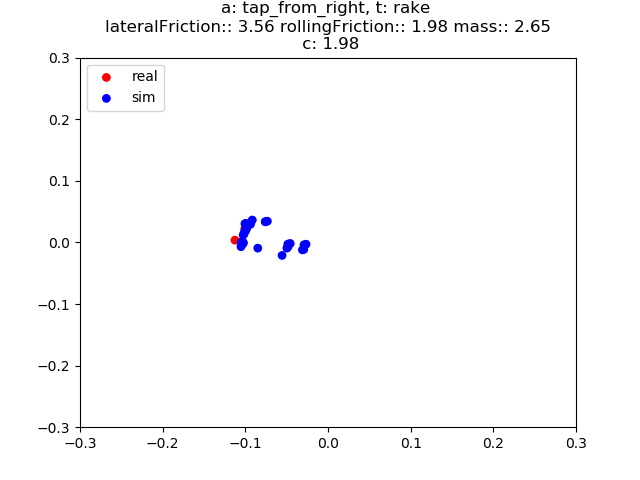 a: tap_from_right, t: rake
lateralFriction:: 3.56 rollingFriction:: 1.98 mass:: 2.65
c: 1.98
real
sim
0.3
0.2
0.1
0.0
−0.1
−0.2
−0.3
−0.3 −0.2 −0.1 0.0 0.1 0.2 0.3